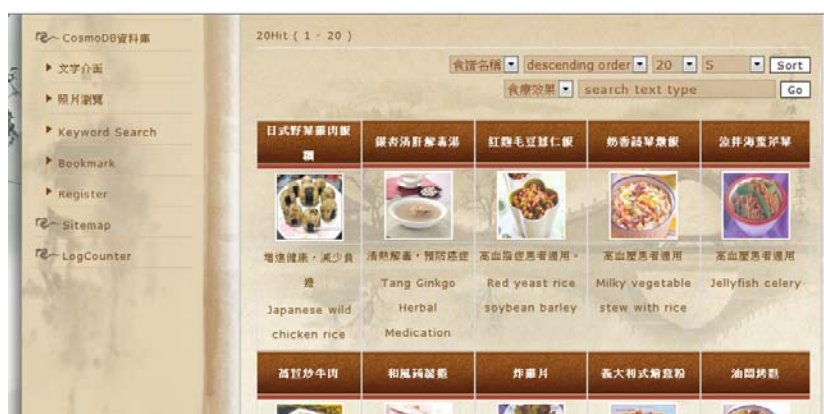 CosmoDB資料庫
文字介面
照片瀏覽
Keyword Search
Bookmark
Register
Sitemap
LogCounter
20Hit ( 1 - 20 )
食譜名稱 descending order 20 S Sort
食療效果 search text type Go
日式野菜雞肉飯糰
銀杏清肝解毒湯
紅麴毛豆薏仁飯
奶香蔬菜燉飯
涼拌海蜇芹菜
增進健康，減少負擔
Japanese wild
chicken rice
清熱解毒，預防癌症
Tang Ginkgo
Herbal
Medication
高血脂症患者適用。
Red yeast rice
soybean barley
高血壓患者適用
Milky vegetable
stew with rice
高血壓患者適用
Jellyfish celery
萵苣炒牛肉
炸雞片
義大利式燴意粉